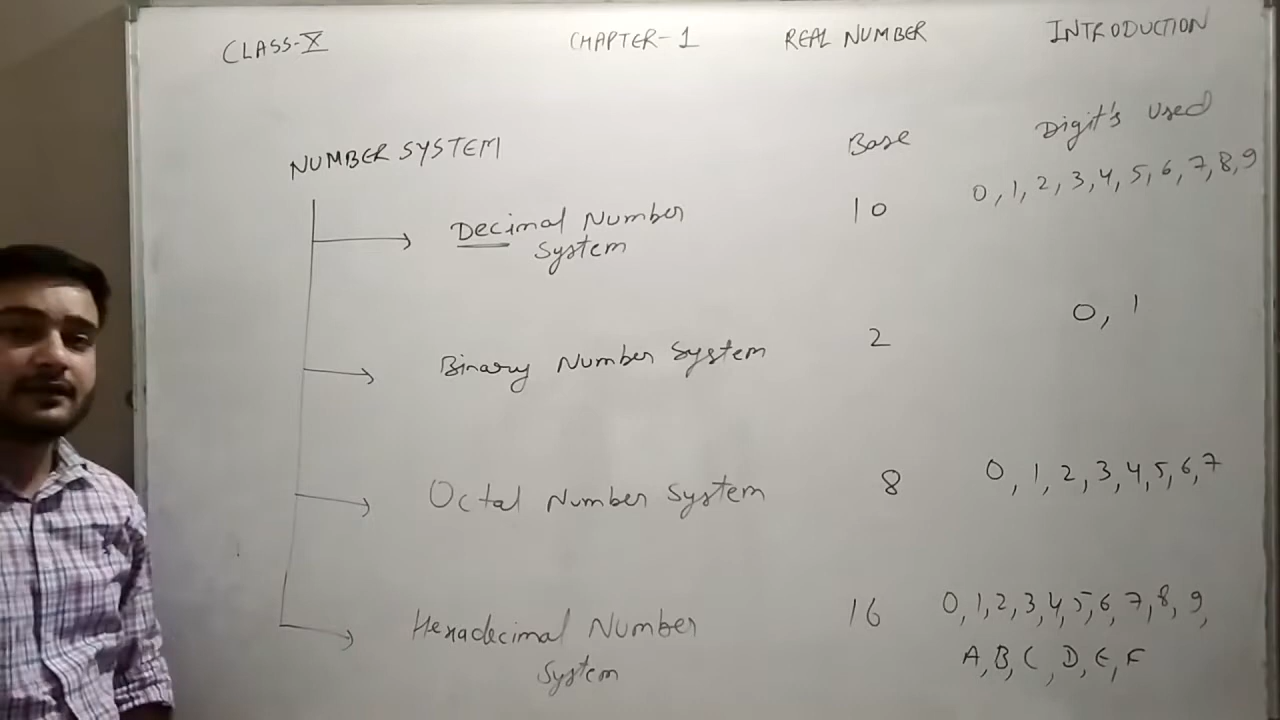 CLASS-X CHAPTER-1 REAL NUMBER INTRODUCTION
NUMBER SYSTEM Base Digit's Used
Decimal Number 10 0,1,2,3,4,5,6,7,8,9
System
Binary Number System 2 0, 1
Octal Number System 8 0,1,2,3,4,5,6,7
Hexadecimal Number 16 0,1,2,3,4,5,6,7,8,9,
System A,B,C,D,E,F